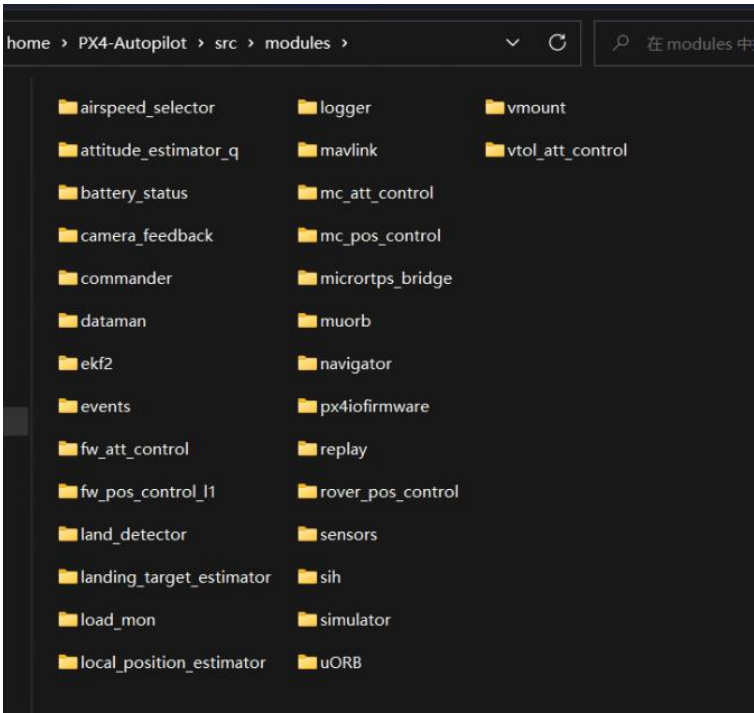 home > PX4-Autopilot > src > modules >
在 modules 中
airspeed_selector
attitude_estimator_q
battery_status
camera_feedback
commander
dataman
ekf2
events
fw_att_control
fw_pos_control_l1
land_detector
landing_target_estimator
load_mon
local_position_estimator
logger
mavlink
mc_att_control
mc_pos_control
micrortps_bridge
muorb
navigator
px4iofirmware
replay
rover_pos_control
sensors
sih
simulator
uORB
vmount
vtol_att_control